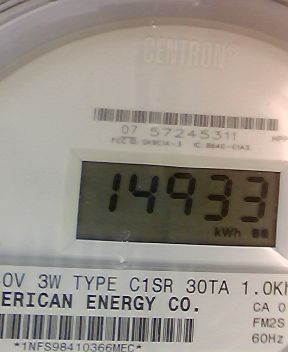 CENTRON®
07 57245311
14933
kWh
0V 3W TYPE C1SR 30TA 1.0Kh
ERICAN ENERGY CO.
CA 0
FM2S
60Hz
*1NFS98410366MEC*